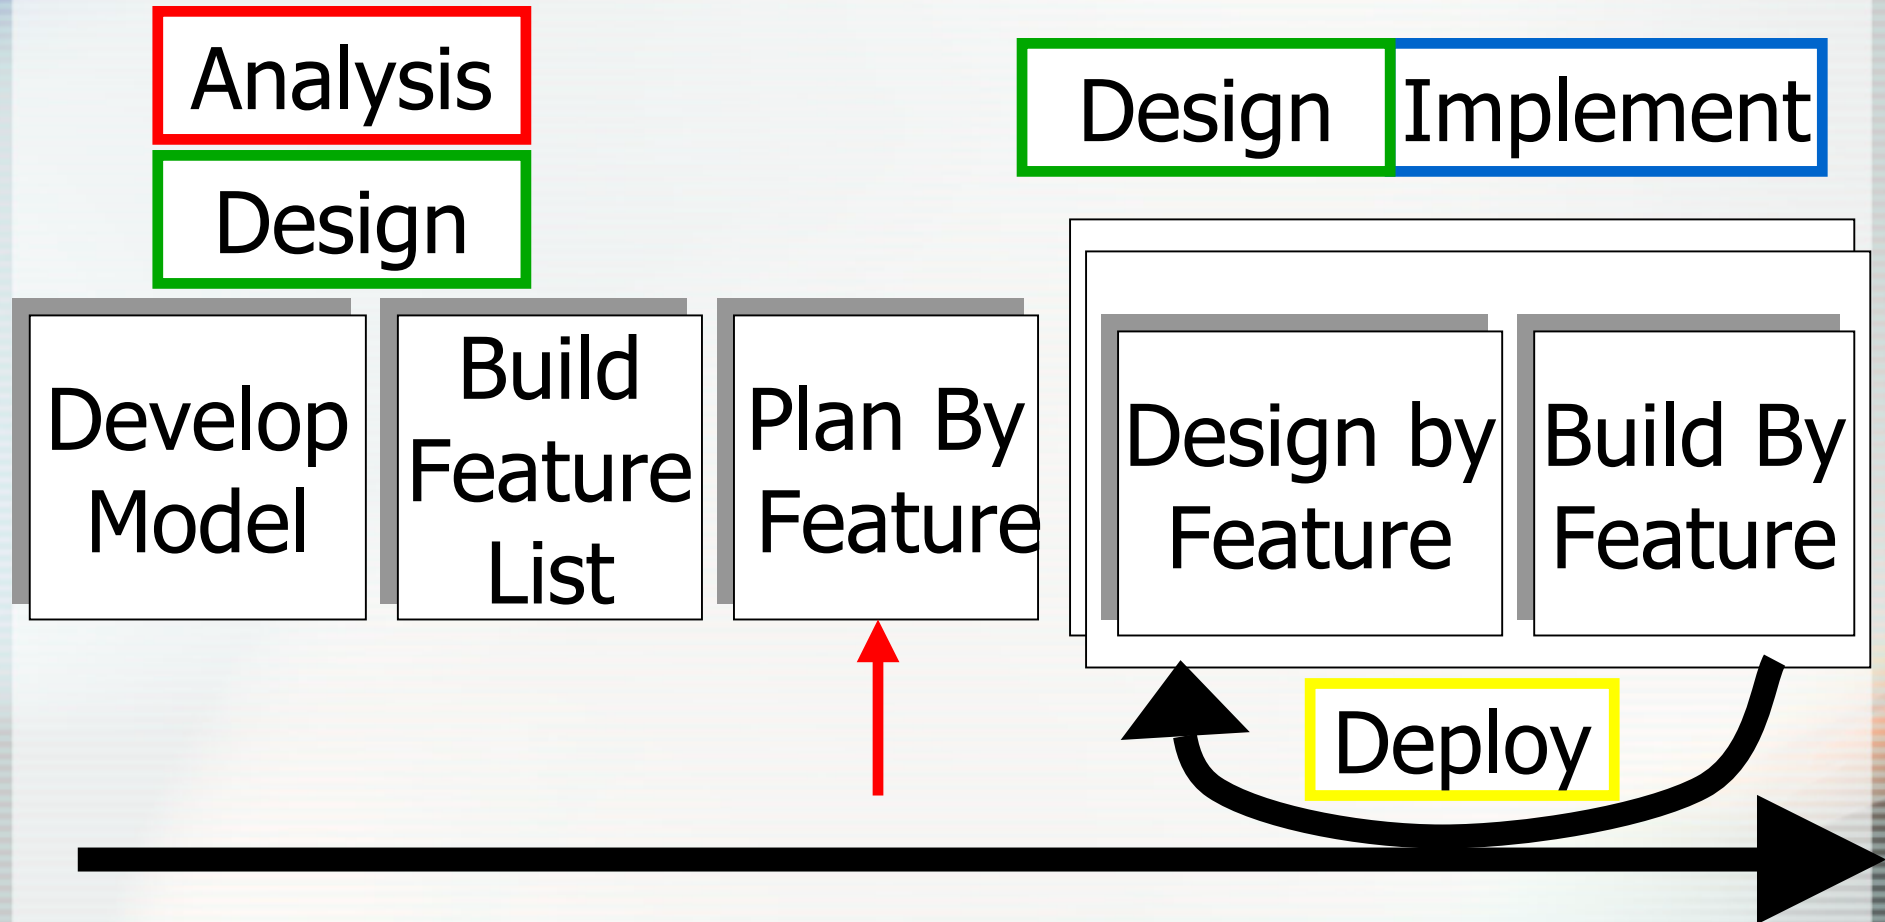 Analysis
Design
Design
Implement
Develop
Model
Build
Feature
List
Plan By
Feature
Design by
Feature
Build By
Feature
Deploy